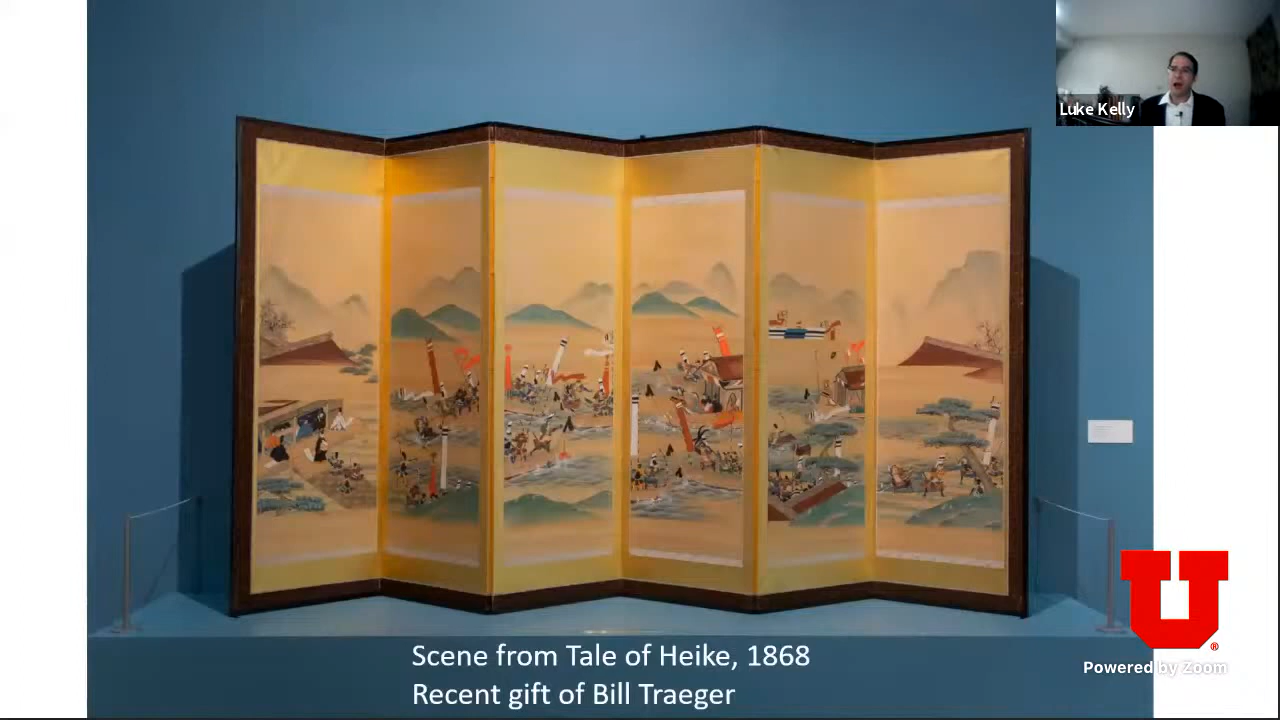 Luke Kelly
Scene from Tale of Heike, 1868
Recent gift of Bill Traeger
U
®
Powered by Zoom